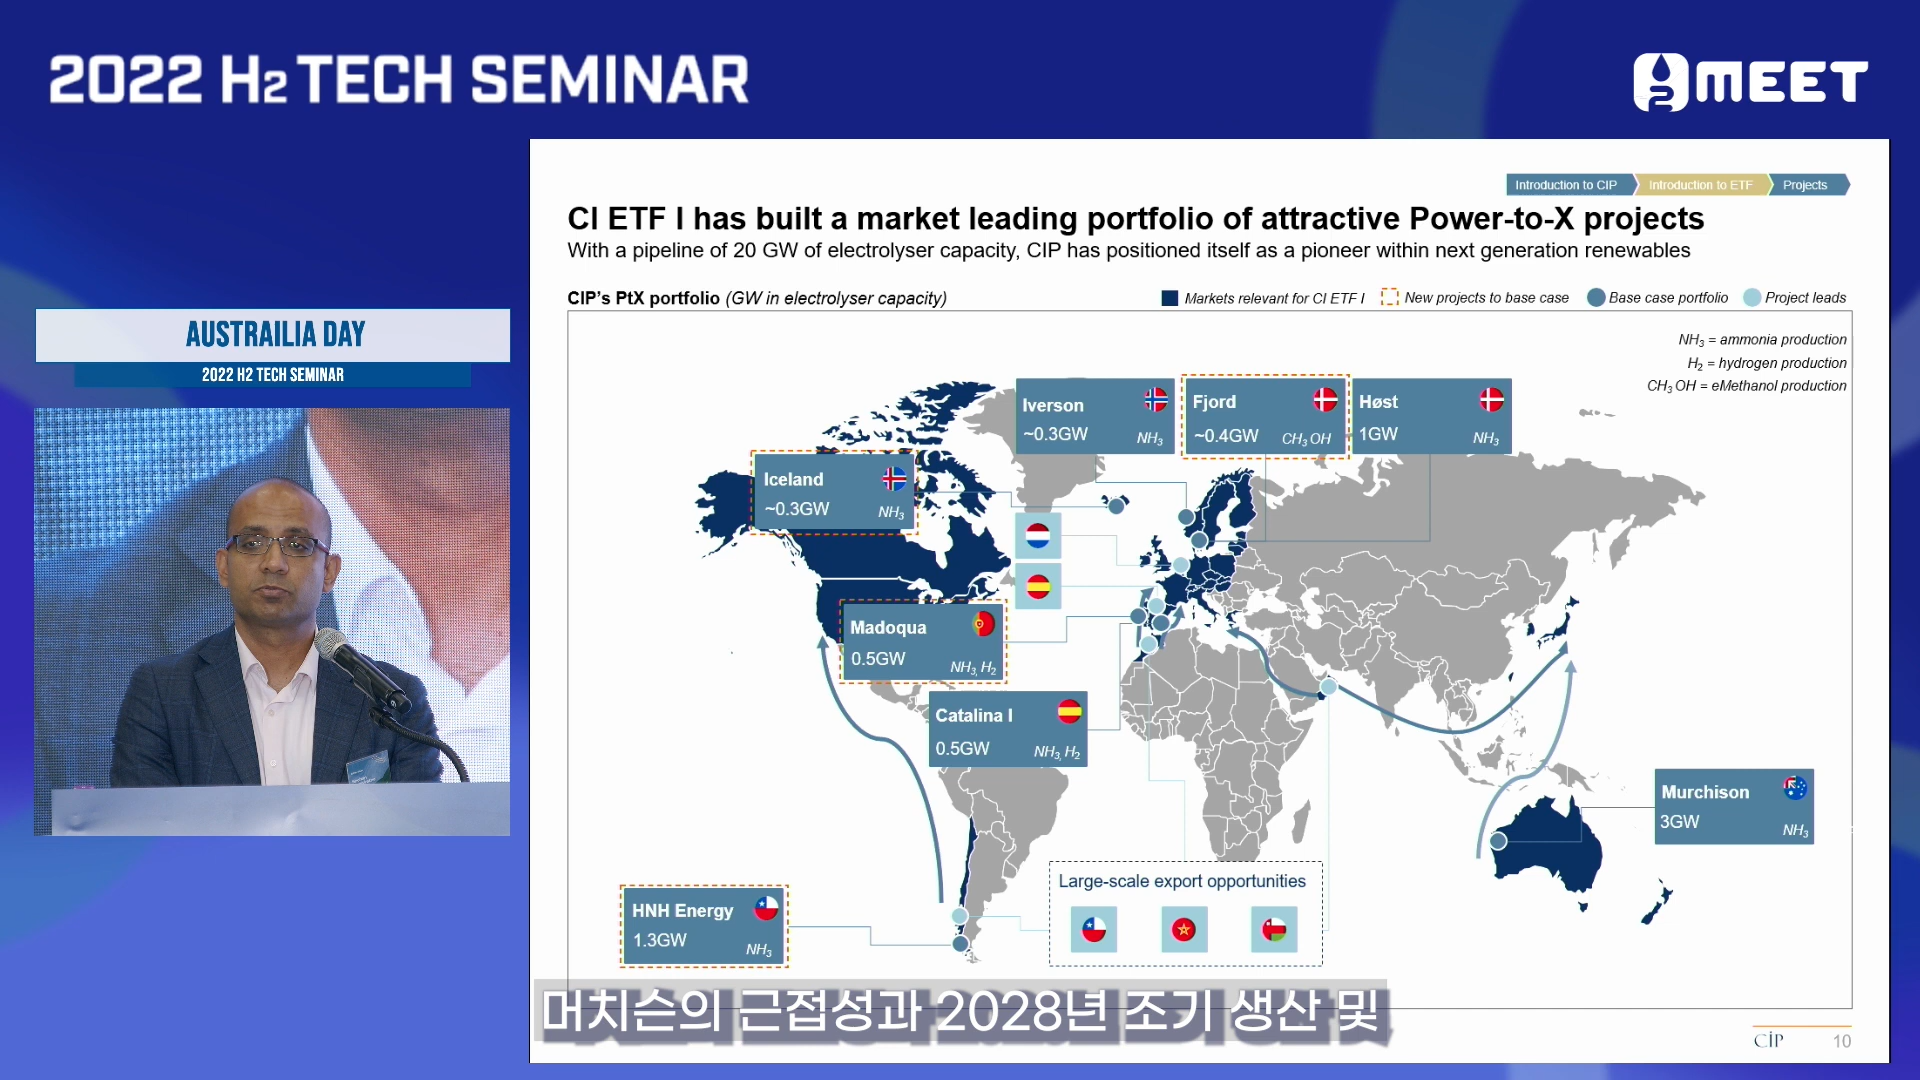 2022 H2 TECH SEMINAR
MEET
AUSTRAILIA DAY
2022 H2 TECH SEMINAR
Introduction to CIP
Introduction to ETF
Projects
CI ETF I has built a market leading portfolio of attractive Power-to-X projects
With a pipeline of 20 GW of electrolyser capacity, CIP has positioned itself as a pioneer within next generation renewables
CIP's PtX portfolio (GW in electrolyser capacity)
Markets relevant for CI ETF I
New projects to base case
Base case portfolio
Project leads
NH3 = ammonia production
H2 = hydrogen production
CH3 OH = eMethanol production
Iverson
~0.3GW NH3
Fjord
~0.4GW CH3 OH
Høst
1GW NH3
Iceland
~0.3GW NH3
Madoqua
0.5GW NH3, H2
Catalina I
0.5GW NH3, H2
Murchison
3GW NH3
HNH Energy
1.3GW NH3
Large-scale export opportunities
머치슨의 근접성과 2028년 조기 생산 및
CIP
10